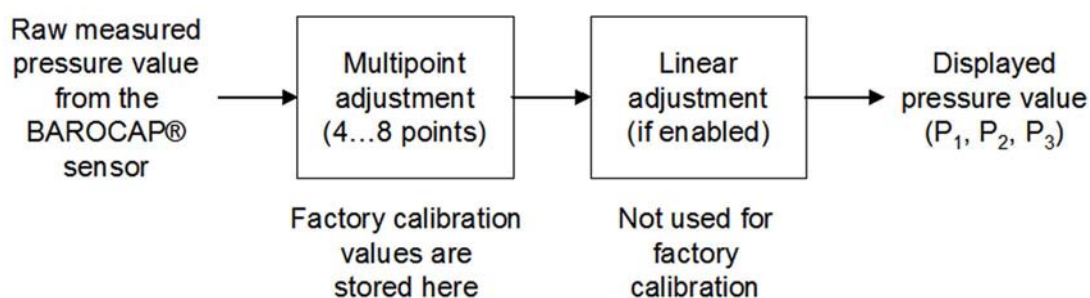 Raw measured
pressure value
from the
BAROCAP®
sensor
Multipoint
adjustment
(4…8 points)
Factory calibration
values are
stored here
Linear
adjustment
(if enabled)
Not used for
factory
calibration
Displayed
pressure value
(P₁, P₂, P₃)